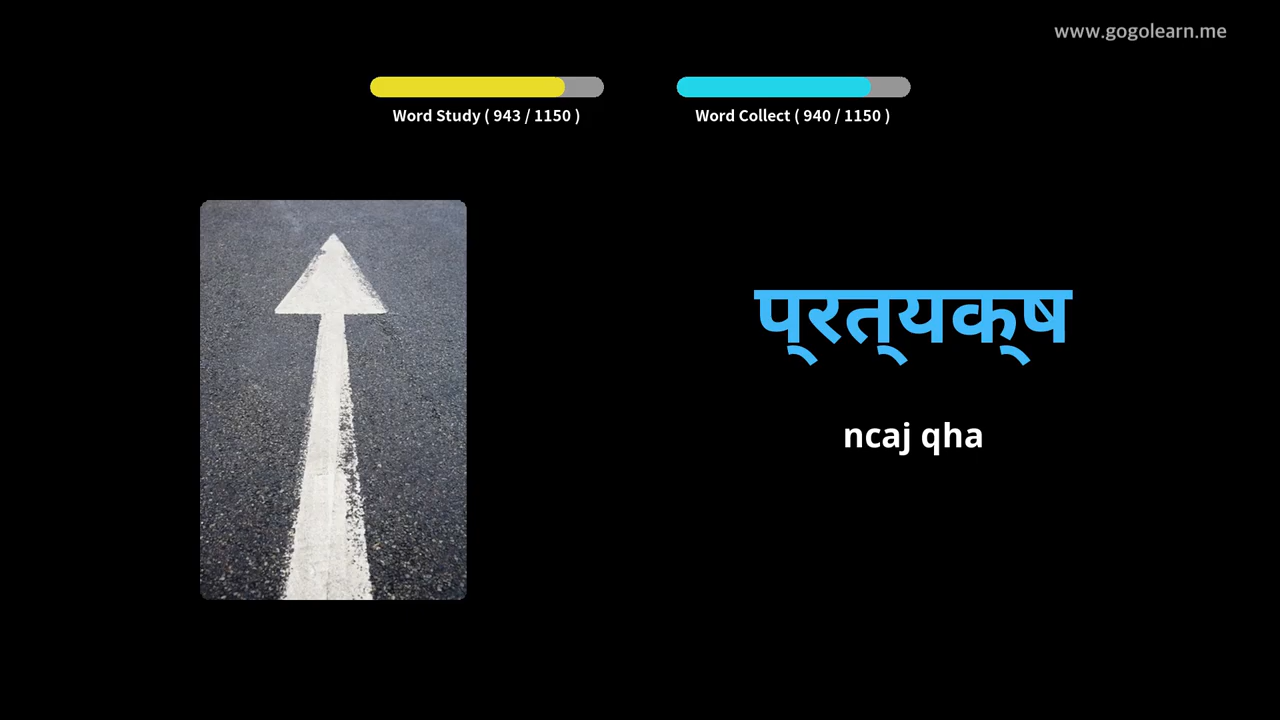 www.gogolearn.me
Word Study ( 943 / 1150 )
Word Collect ( 940 / 1150 )
प्‌रत्‌यक्‌ष
ncaj qha